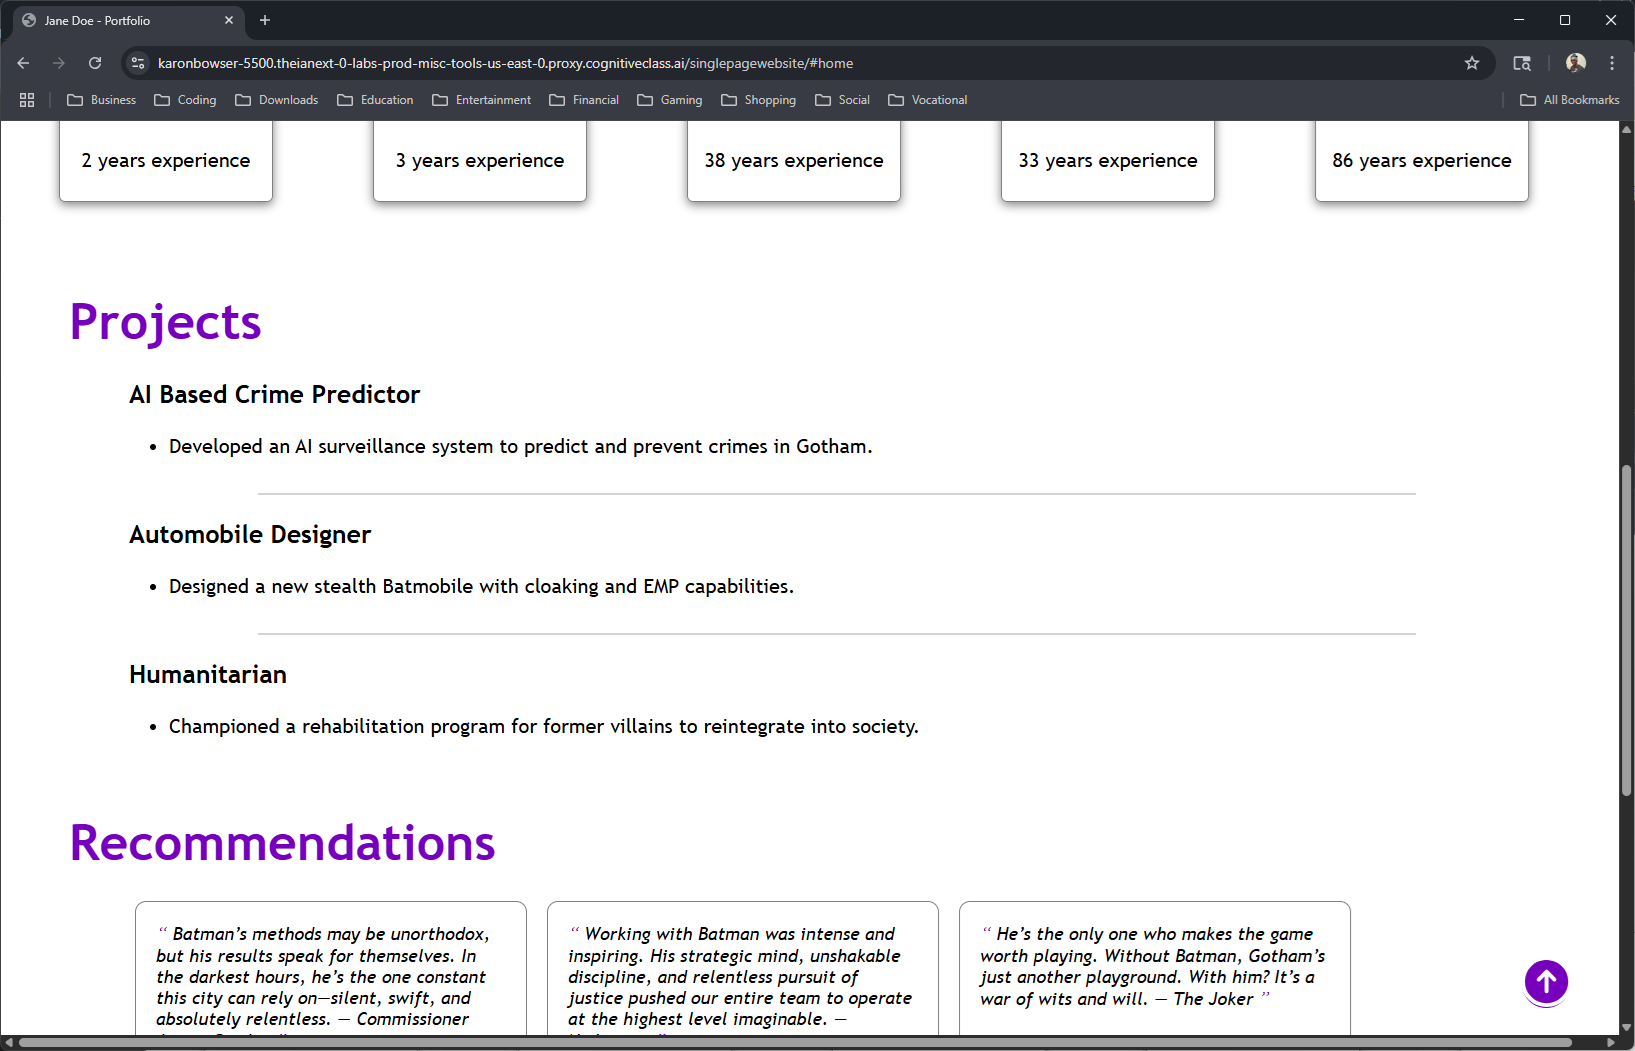 Jane Doe - Portfolio
karonbowser-5500.theianext-0-labs-prod-misc-tools-us-east-0.proxy.cognitiveclass.ai/singlepagewebsite/#home
Business Coding Downloads Education Entertainment Financial Gaming Shopping Social Vocational All Bookmarks
2 years experience
3 years experience
38 years experience
33 years experience
86 years experience
Projects
AI Based Crime Predictor
• Developed an AI surveillance system to predict and prevent crimes in Gotham.
Automobile Designer
• Designed a new stealth Batmobile with cloaking and EMP capabilities.
Humanitarian
• Championed a rehabilitation program for former villains to reintegrate into society.
Recommendations
“ Batman’s methods may be unorthodox,
but his results speak for themselves. In
the darkest hours, he’s the one constant
this city can rely on—silent, swift, and
absolutely relentless. — Commissioner
“ Working with Batman was intense and
inspiring. His strategic mind, unshakable
discipline, and relentless pursuit of
justice pushed our entire team to operate
at the highest level imaginable. —
“ He’s the only one who makes the game
worth playing. Without Batman, Gotham’s
just another playground. With him? It’s a
war of wits and will. — The Joker ”